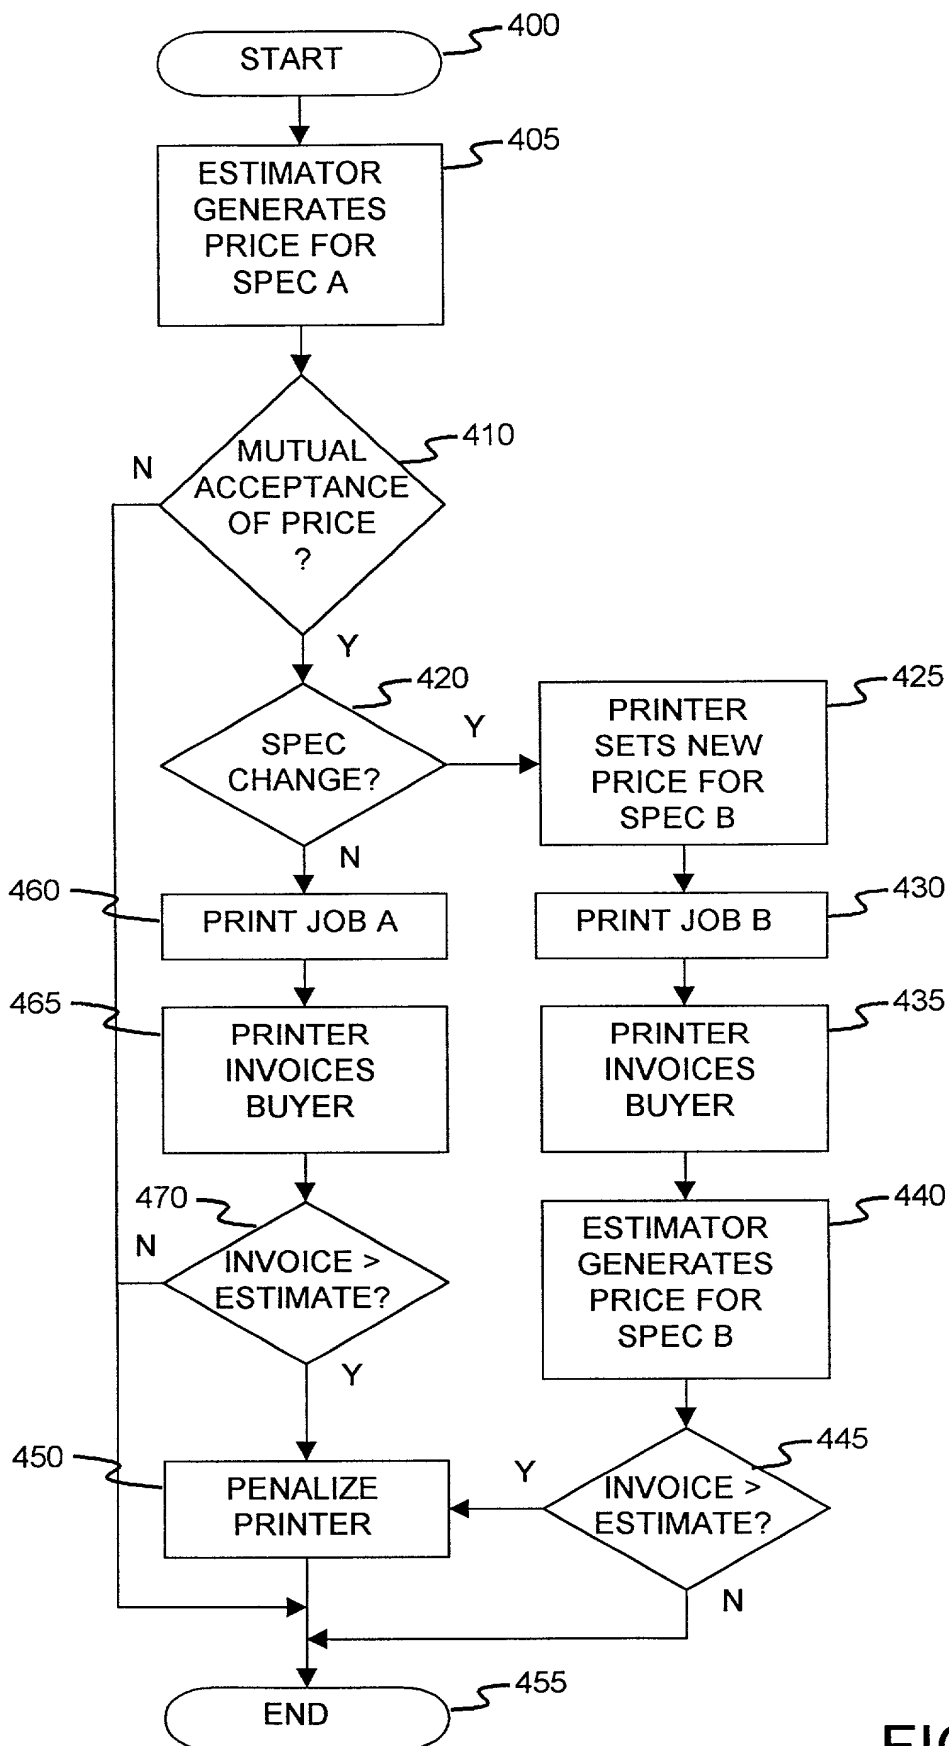 START
400
ESTIMATOR
GENERATES
PRICE FOR
SPEC A
405
MUTUAL
ACCEPTANCE
OF PRICE
?
410
N
Y
SPEC
CHANGE?
420
Y
N
PRINTER
SETS NEW
PRICE FOR
SPEC B
425
460
PRINT JOB A
PRINT JOB B
430
465
PRINTER
INVOICES
BUYER
PRINTER
INVOICES
BUYER
435
470
N
INVOICE >
ESTIMATE?
Y
ESTIMATOR
GENERATES
PRICE FOR
SPEC B
440
450
PENALIZE
PRINTER
Y
INVOICE >
ESTIMATE?
445
N
END
455